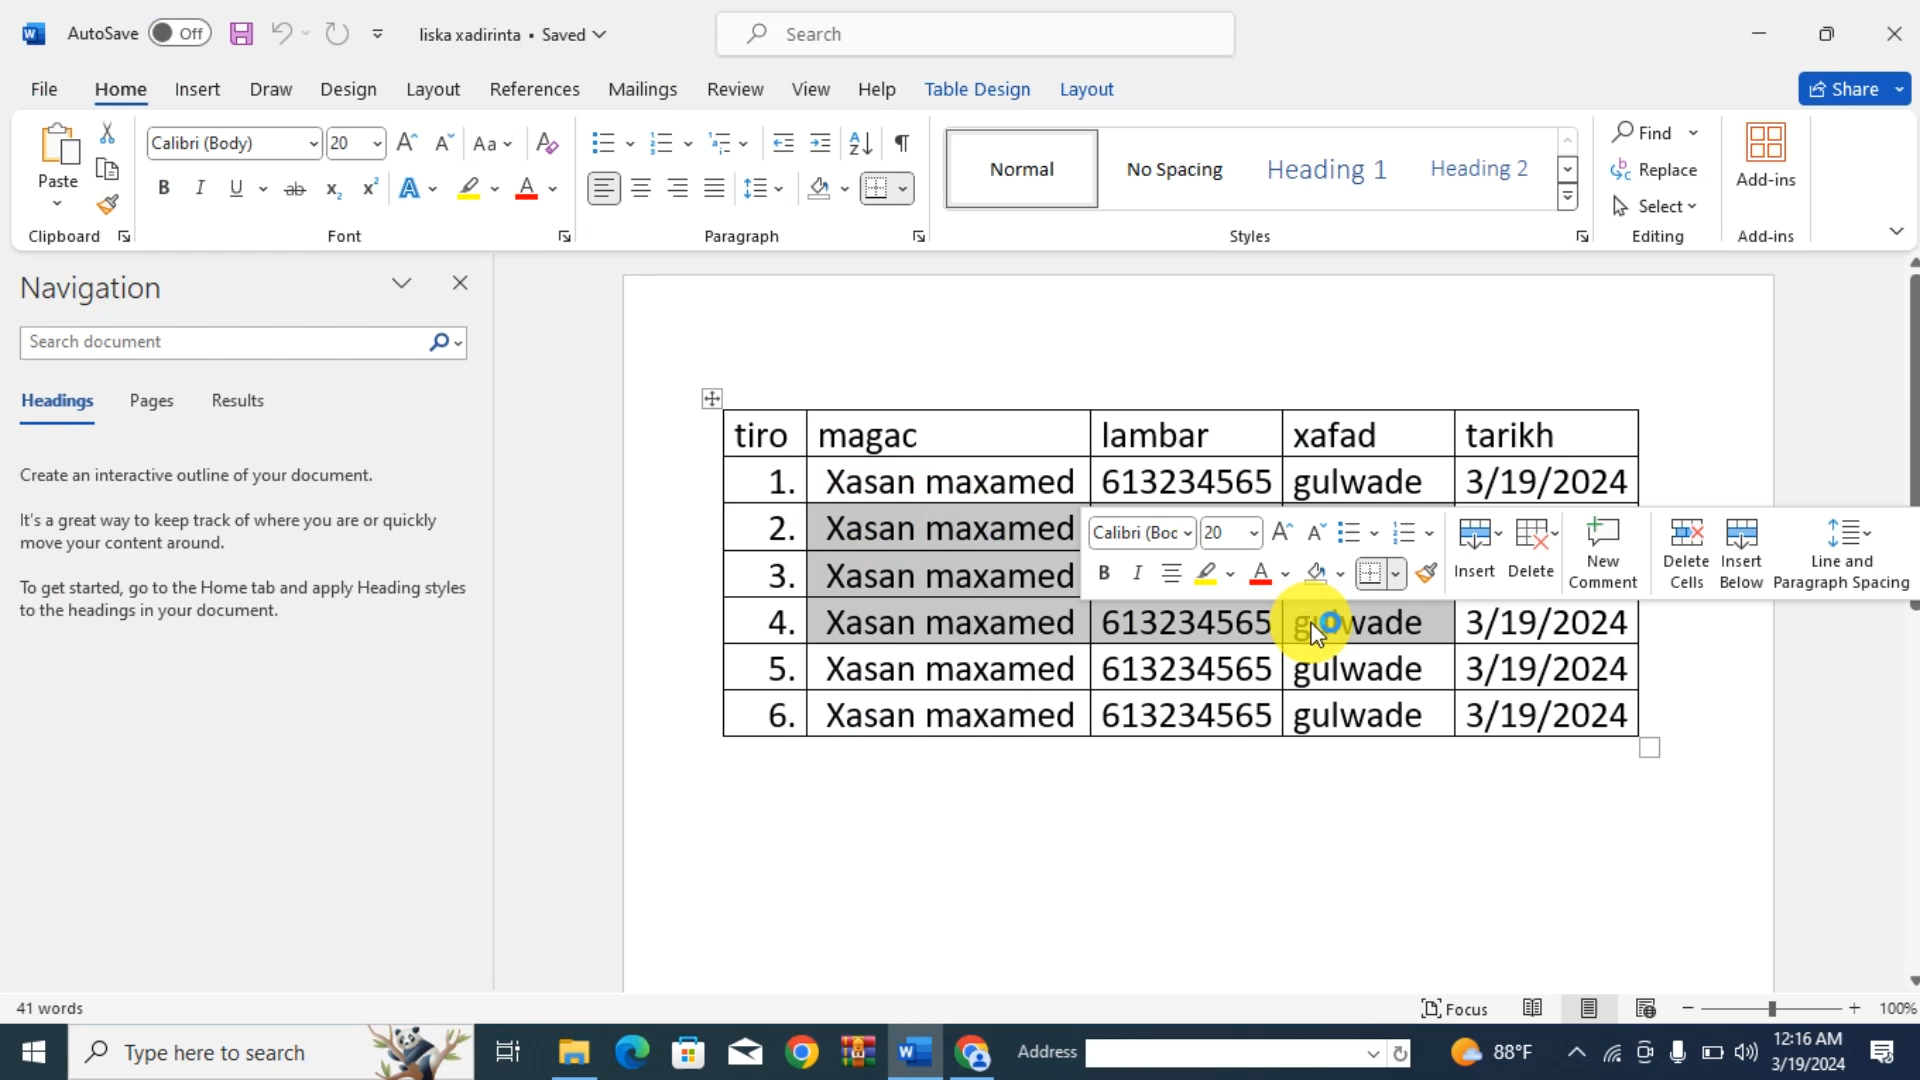 AutoSave Off liska xadirinta • Saved Search
File Home Insert Draw Design Layout References Mailings Review View Help Table Design Layout Share
Paste Calibri (Body) 20 Aa Normal No Spacing Heading 1 Heading 2 Find Replace Select Add-ins
Clipboard Font Paragraph Styles Editing Add-ins
Navigation
Search document
Headings Pages Results
Create an interactive outline of your document.
It's a great way to keep track of where you are or quickly
move your content around.
To get started, go to the Home tab and apply Heading styles
to the headings in your document.
tiro magac lambar xafad tarikh
1. Xasan maxamed 613234565 gulwade 3/19/2024
2. Xasan maxamed
3. Xasan maxamed
Calibri (Boc 20
Insert Delete New Comment Delete Cells Insert Below Line and Paragraph Spacing
4. Xasan maxamed 613234565 gulwade 3/19/2024
5. Xasan maxamed 613234565 gulwade 3/19/2024
6. Xasan maxamed 613234565 gulwade 3/19/2024
41 words Focus 100%
Type here to search Address 88°F 12:16 AM
3/19/2024